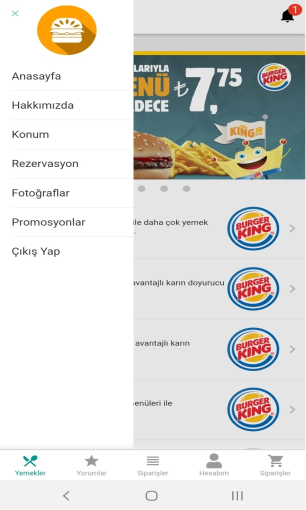 ×
1
Anasayfa
Hakkımızda
Konum
Rezervasyon
Fotoğraflar
Promosyonlar
Çıkış Yap
LARIYLA
NÜ
DECE
₺7,75
BURGER KING
KING
ile daha çok yemek
avantajlı karın doyurucu
avantajlı karın
enüleri ile
BURGER KING
BURGER KING
BURGER KING
BURGER KING
Yemekler
Yorumlar
Siparişler
Hesabım
Siparişler